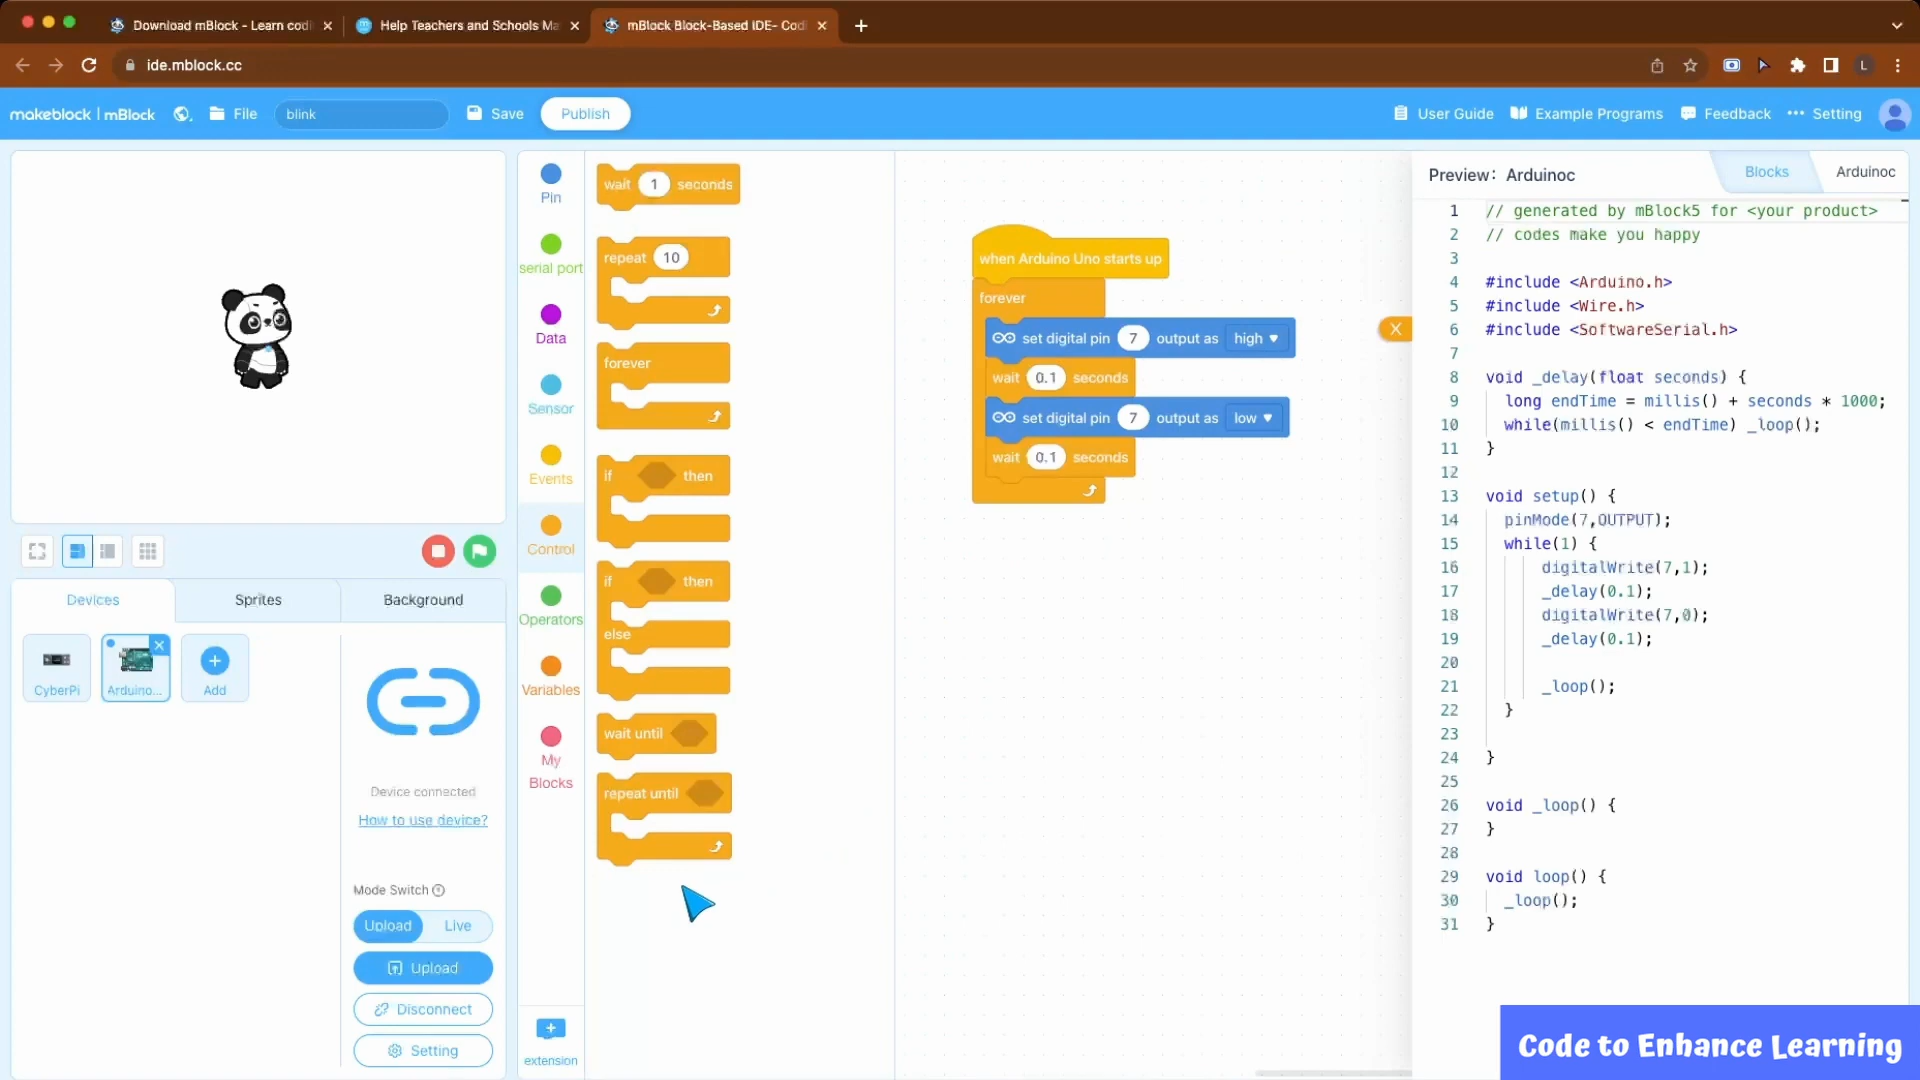 Download mBlock - Learn codi
Help Teachers and Schools Ma
mBlock Block-Based IDE- Codi
ide.mblock.cc
L
makeblock | mBlock
File
blink
Save
Publish
User Guide
Example Programs
Feedback
Setting
Devices
Sprites
Background
CyberPi
Arduino...
Add
Device connected
How to use device?
Mode Switch
Upload
Live
Upload
Disconnect
Setting
Pin
serial port
Data
Sensor
Events
Control
Operators
Variables
My
Blocks
extension
wait 1 seconds
repeat 10
forever
if then
if then
else
wait until
repeat until
when Arduino Uno starts up
forever
set digital pin 7 output as high
wait 0.1 seconds
set digital pin 7 output as low
wait 0.1 seconds
X
Preview: Arduinoc
Blocks
Arduinoc
1 // generated by mBlock5 for <your product>
2 // codes make you happy
3
4 #include <Arduino.h>
5 #include <Wire.h>
6 #include <SoftwareSerial.h>
7
8 void _delay(float seconds) {
9 long endTime = millis() + seconds * 1000;
10 while(millis() < endTime) _loop();
11 }
12
13 void setup() {
14 pinMode(7,OUTPUT);
15 while(1) {
16 digitalWrite(7,1);
17 _delay(0.1);
18 digitalWrite(7,0);
19 _delay(0.1);
20
21 _loop();
22 }
23
24 }
25
26 void _loop() {
27 }
28
29 void loop() {
30 _loop();
31 }
Code to Enhance Learning